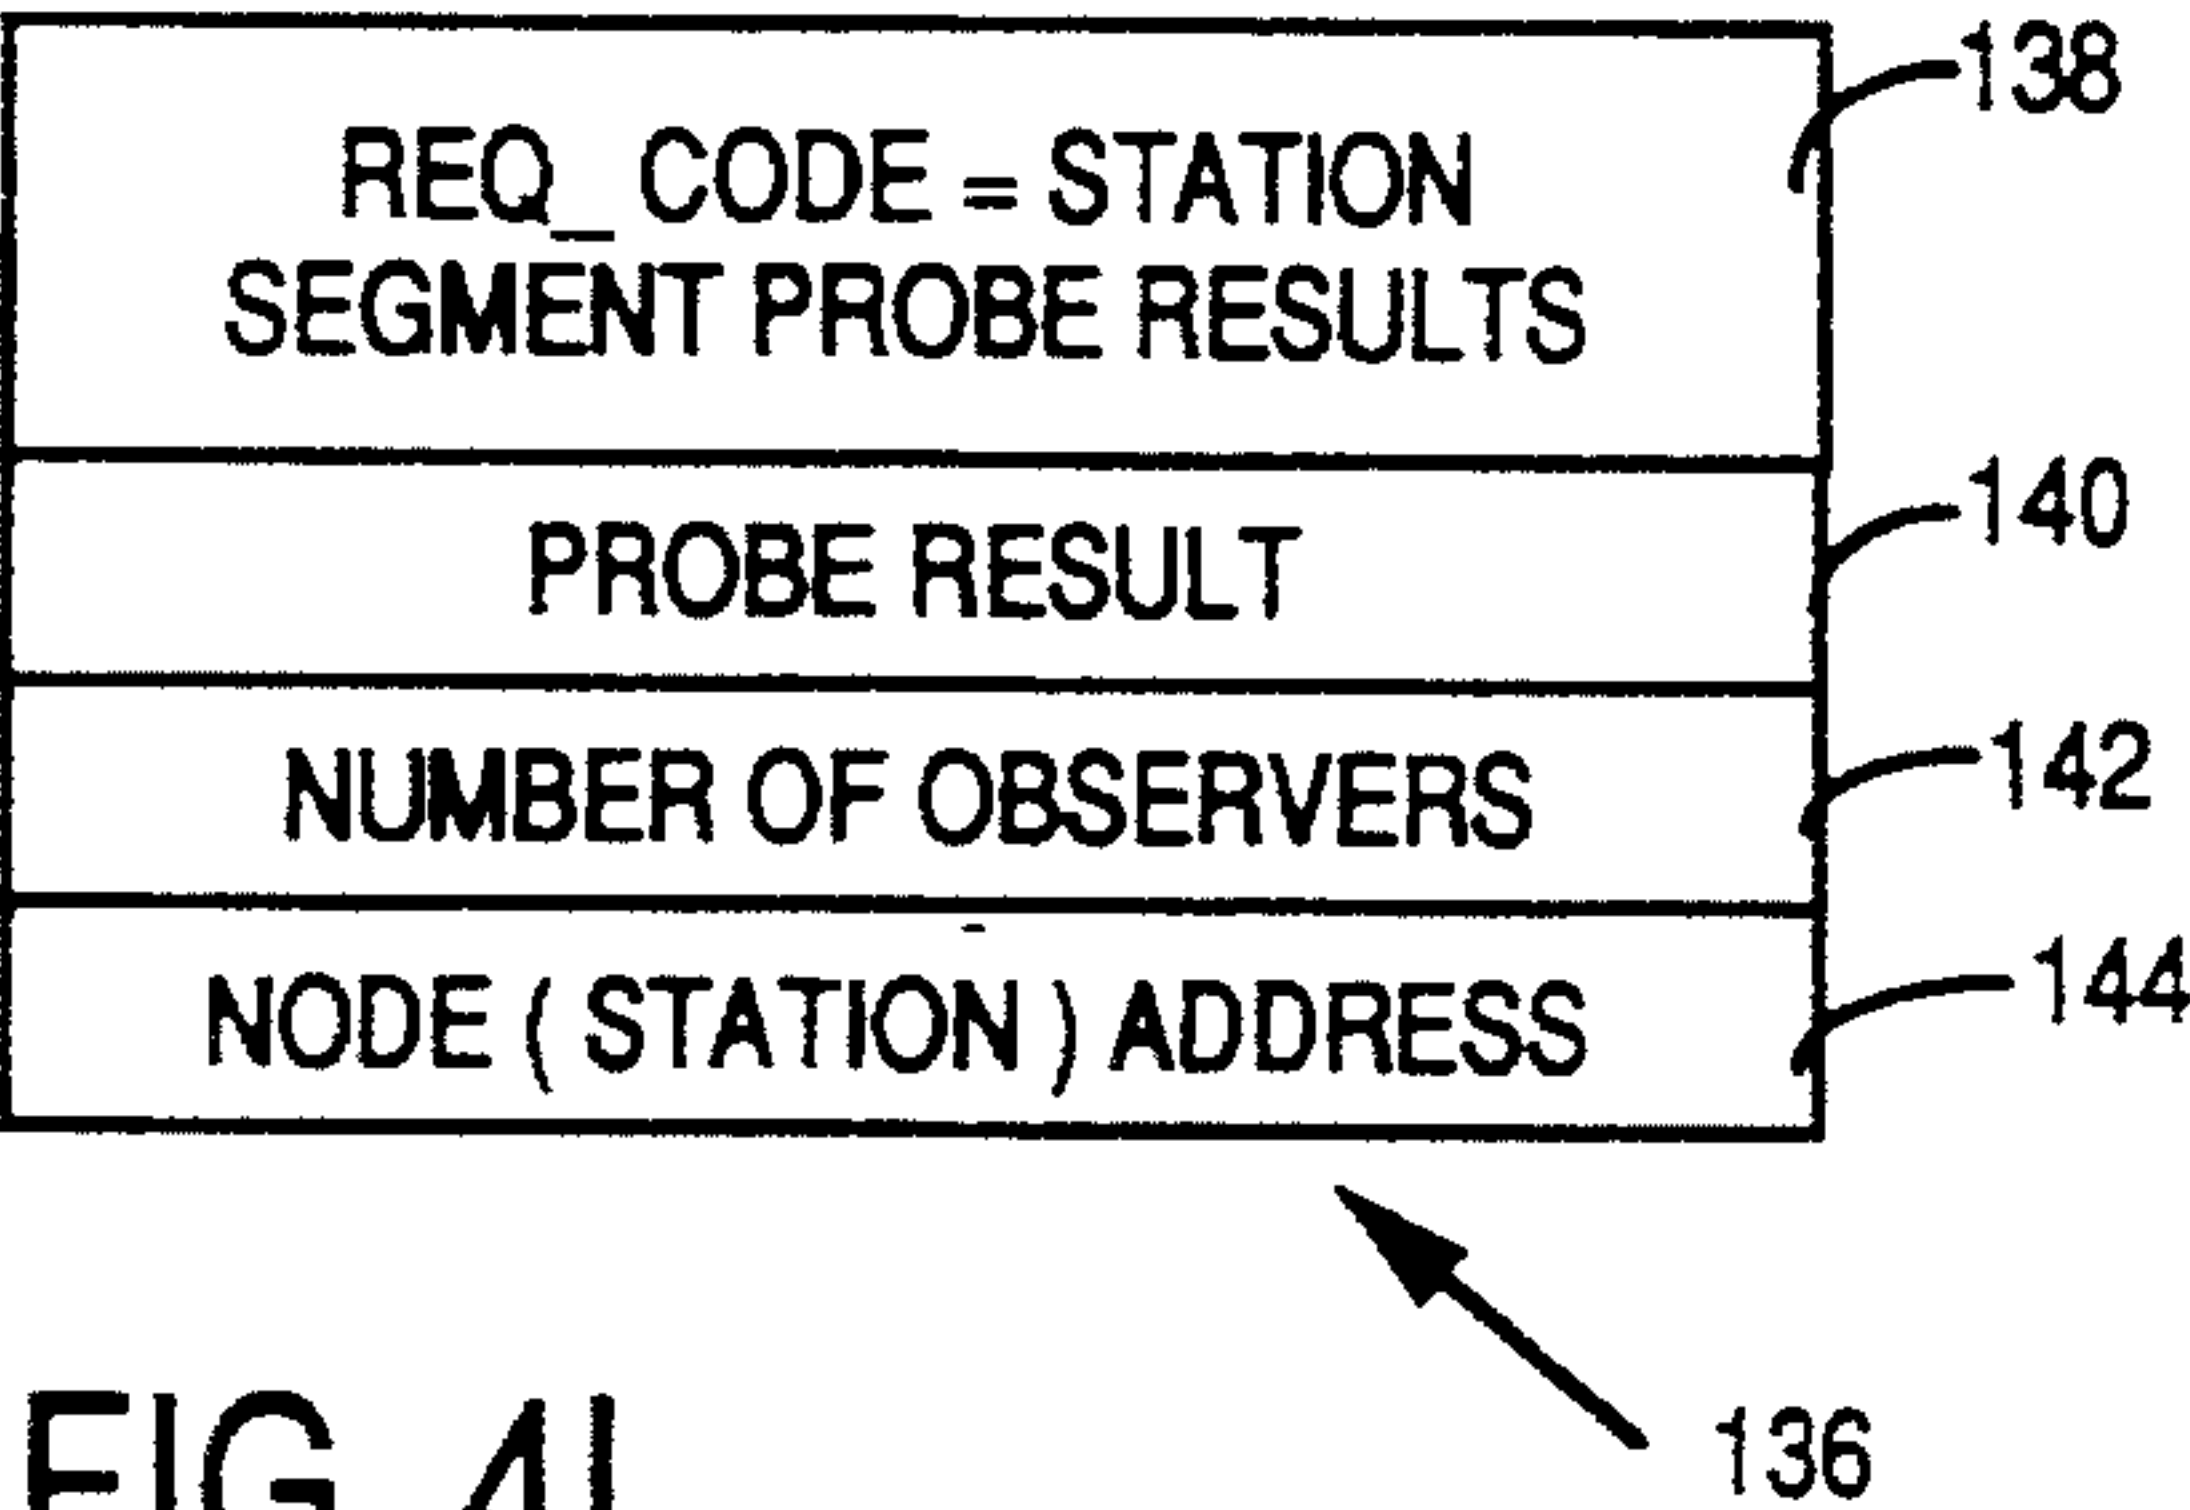 138
REQ_CODE = STATION
SEGMENT PROBE RESULTS
140
PROBE RESULT
142
NUMBER OF OBSERVERS
144
NODE ( STATION ) ADDRESS
136
FIG.